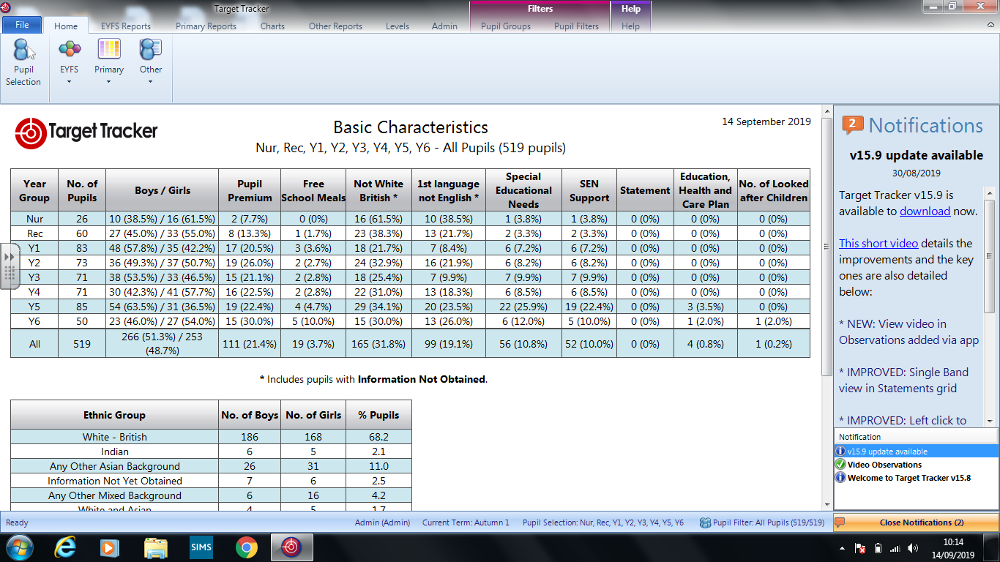 Target Tracker
Filters
Help
File
Home
EYFS Reports
Primary Reports
Charts
Other Reports
Levels
Admin
Pupil Groups
Pupil Filters
Help
Pupil
Selection
EYFS
Primary
Other
Target Tracker
Basic Characteristics
14 September 2019
Nur, Rec, Y1, Y2, Y3, Y4, Y5, Y6 - All Pupils (519 pupils)
Year Group No. of Pupils Boys / Girls Pupil Premium Free School Meals Not White British * 1st language not English * Special Educational Needs SEN Support Statement Education, Health and Care Plan No. of Looked after Children
Nur 26 10 (38.5%) / 16 (61.5%) 2 (7.7%) 0 (0%) 16 (61.5%) 10 (38.5%) 1 (3.8%) 1 (3.8%) 0 (0%) 0 (0%) 0 (0%)
Rec 60 27 (45.0%) / 33 (55.0%) 8 (13.3%) 1 (1.7%) 23 (38.3%) 13 (21.7%) 2 (3.3%) 2 (3.3%) 0 (0%) 0 (0%) 0 (0%)
Y1 83 48 (57.8%) / 35 (42.2%) 17 (20.5%) 3 (3.6%) 18 (21.7%) 7 (8.4%) 6 (7.2%) 6 (7.2%) 0 (0%) 0 (0%) 0 (0%)
Y2 73 36 (49.3%) / 37 (50.7%) 19 (26.0%) 2 (2.7%) 24 (32.9%) 16 (21.9%) 6 (8.2%) 6 (8.2%) 0 (0%) 0 (0%) 0 (0%)
Y3 71 38 (53.5%) / 33 (46.5%) 15 (21.1%) 2 (2.8%) 18 (25.4%) 7 (9.9%) 7 (9.9%) 7 (9.9%) 0 (0%) 0 (0%) 0 (0%)
Y4 71 30 (42.3%) / 41 (57.7%) 16 (22.5%) 2 (2.8%) 22 (31.0%) 13 (18.3%) 6 (8.5%) 6 (8.5%) 0 (0%) 0 (0%) 0 (0%)
Y5 85 54 (63.5%) / 31 (36.5%) 19 (22.4%) 4 (4.7%) 29 (34.1%) 20 (23.5%) 22 (25.9%) 19 (22.4%) 0 (0%) 3 (3.5%) 0 (0%)
Y6 50 23 (46.0%) / 27 (54.0%) 15 (30.0%) 5 (10.0%) 15 (30.0%) 13 (26.0%) 6 (12.0%) 5 (10.0%) 0 (0%) 1 (2.0%) 1 (2.0%)
All 519 266 (51.3%) / 253 (48.7%) 111 (21.4%) 19 (3.7%) 165 (31.8%) 99 (19.1%) 56 (10.8%) 52 (10.0%) 0 (0%) 4 (0.8%) 1 (0.2%)
* Includes pupils with Information Not Obtained.
Ethnic Group No. of Boys No. of Girls % Pupils
White - British 186 168 68.2
Indian 6 5 2.1
Any Other Asian Background 26 31 11.0
Information Not Yet Obtained 7 6 2.5
Any Other Mixed Background 6 16 4.2
White and Asian 4 5 1.7
2 Notifications
v15.9 update available
30/08/2019
Target Tracker v15.9 is
available to download now.
This short video details the
improvements and the key
ones are also detailed
below:
* NEW: View video in
Observations added via app
* IMPROVED: Single Band
view in Statements grid
* IMPROVED: Left click to
Notification
v15.9 update available
Video Observations
Welcome to Target Tracker v15.8
Ready
Admin (Admin)
Current Term: Autumn 1
Pupil Selection: Nur, Rec, Y1, Y2, Y3, Y4, Y5, Y6
Pupil Filter: All Pupils (519/519)
Close Notifications (2)
SIMS
10:14
14/09/2019